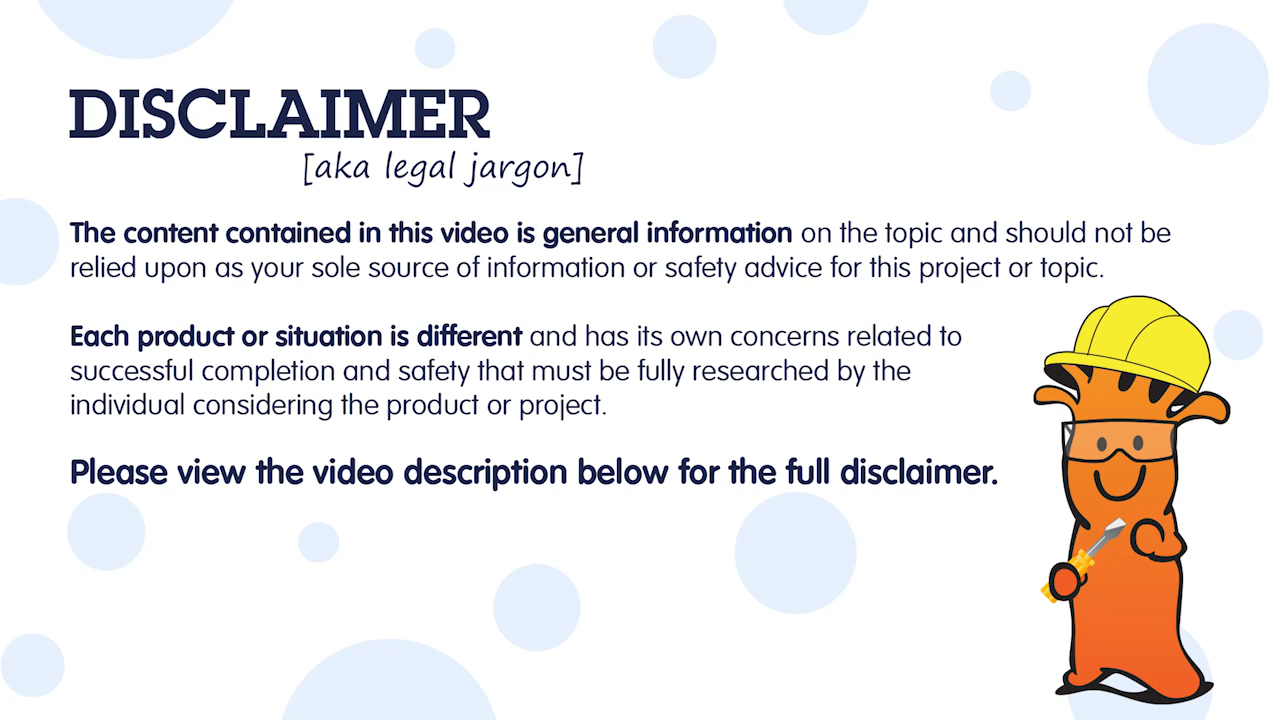 DISCLAIMER
[aka legal jargon]
The content contained in this video is general information on the topic and should not be
relied upon as your sole source of information or safety advice for this project or topic.
Each product or situation is different and has its own concerns related to
successful completion and safety that must be fully researched by the
individual considering the product or project.
Please view the video description below for the full disclaimer.